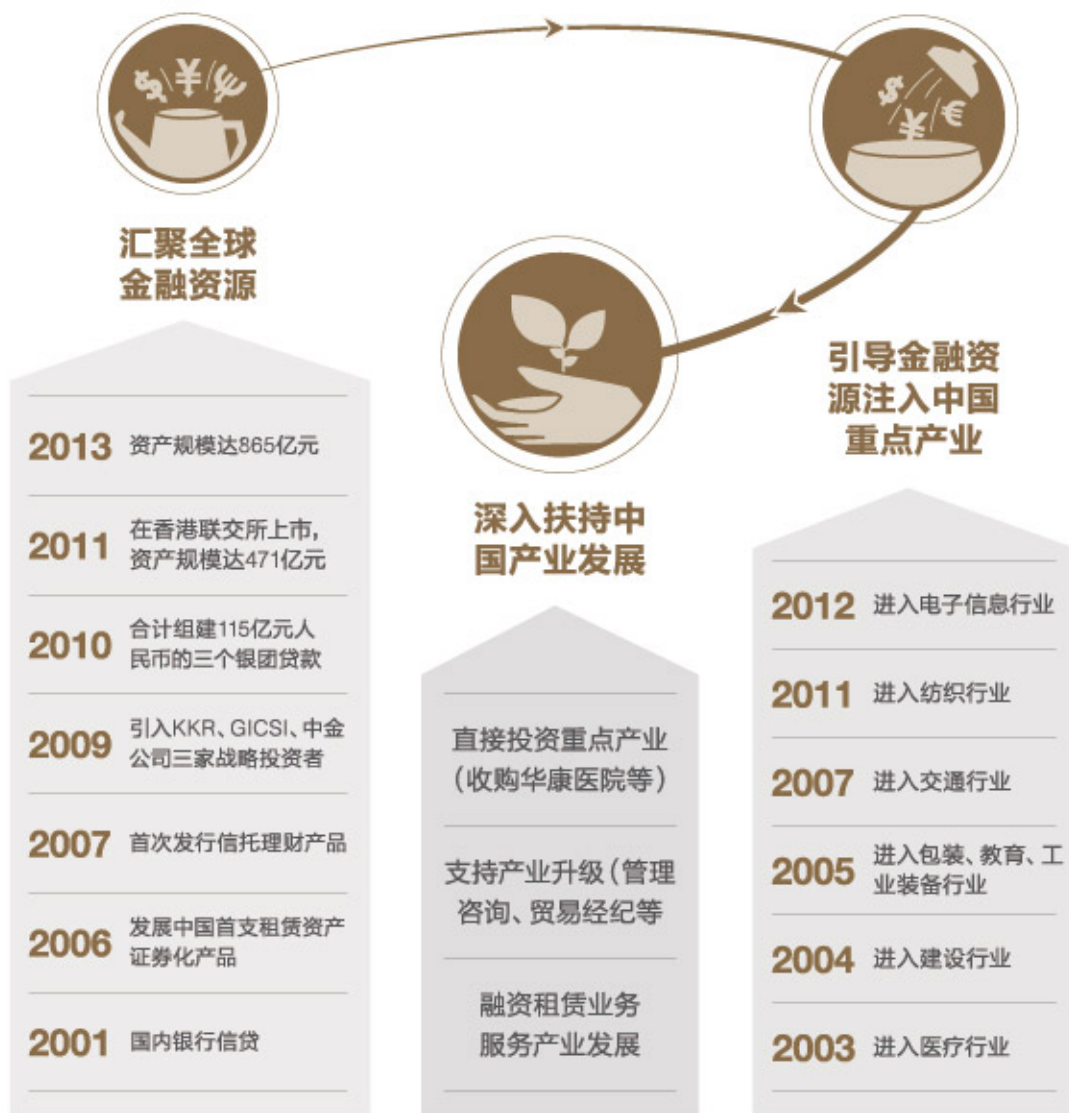 汇聚全球
金融资源
2013 资产规模达865亿元
2011 在香港联交所上市,
资产规模达471亿元
2010 合计组建115亿元人
民币的三个银团贷款
2009 引入KKR、GICSI、中金
公司三家战略投资者
2007 首次发行信托理财产品
2006 发展中国首支租赁资产
证券化产品
2001 国内银行信贷
深入扶持中
国产业发展
直接投资重点产业
(收购华康医院等)
支持产业升级(管理
咨询、贸易经纪等
融资租赁业务
服务产业发展
引导金融资
源注入中国
重点产业
2012 进入电子信息行业
2011 进入纺织行业
2007 进入交通行业
2005 进入包装、教育、工
业装备行业
2004 进入建设行业
2003 进入医疗行业